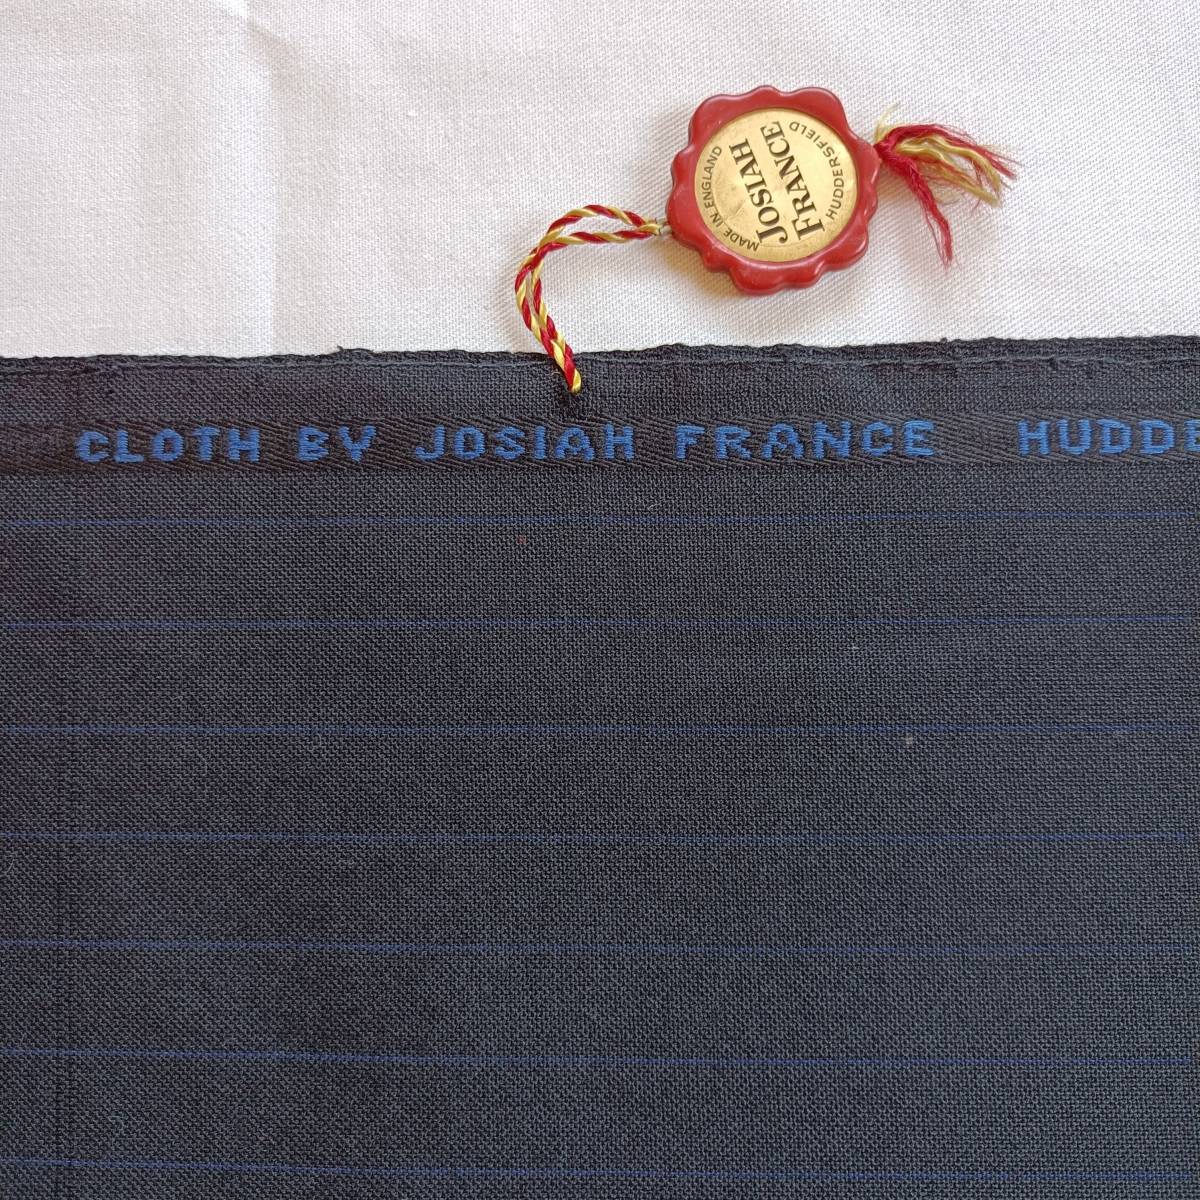 MADE IN ENGLAND
JOSIAH
FRANCE
HUDDERSFIELD
CLOTH BY JOSIAH FRANCE HUDDE